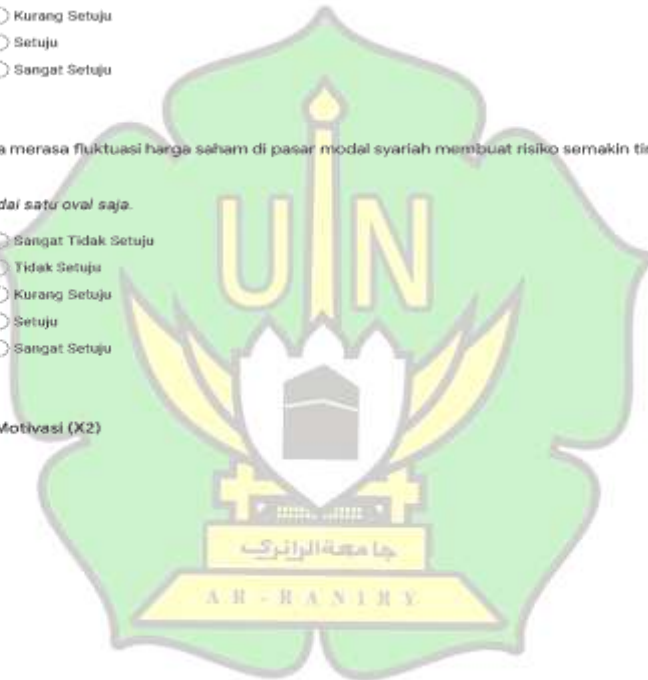 Kurang Setuju
Setuju
Sangat Setuju
a merasa fluktuasi harga saham di pasar modal syariah membuat risiko semakin
dai satu oval saja.
Sangat Tidak Setuju
Tidak Setuju
Kurang Setuju
Setuju
Sangat Setuju
Motivasi (X2)
UIN
جامعة الرانري
AR-RANIRY